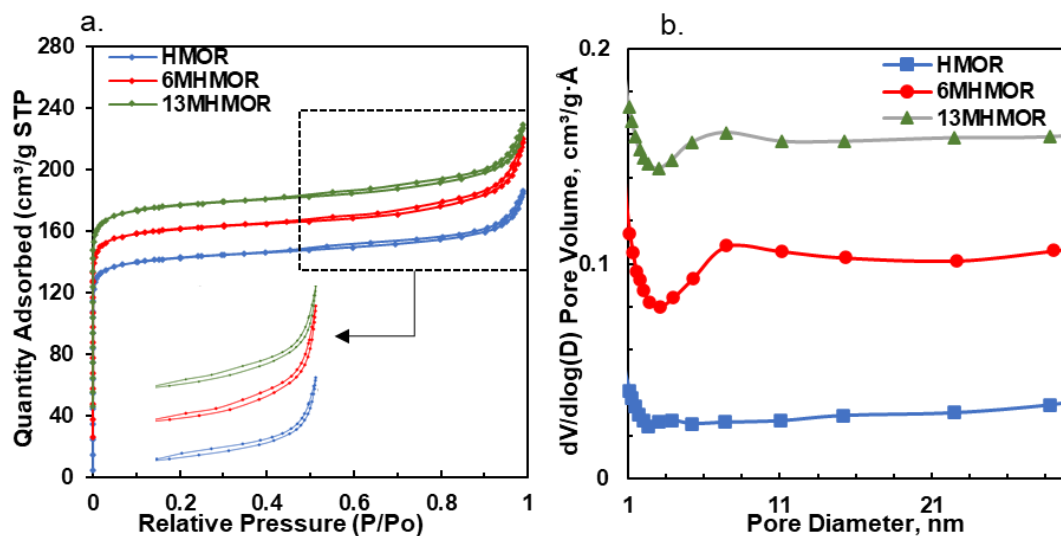 a.
HMOR
6MHMOR
13MHMOR
280
240
200
160
120
80
40
0
0 0.2 0.4 0.6 0.8 1
Quantity Adsorbed (cm³/g STP)
Relative Pressure (P/Po)
b.
HMOR
6MHMOR
13MHMOR
0.2
0.1
0
1 11 21
dV/dlog(D) Pore Volume, cm³/g·Å
Pore Diameter, nm